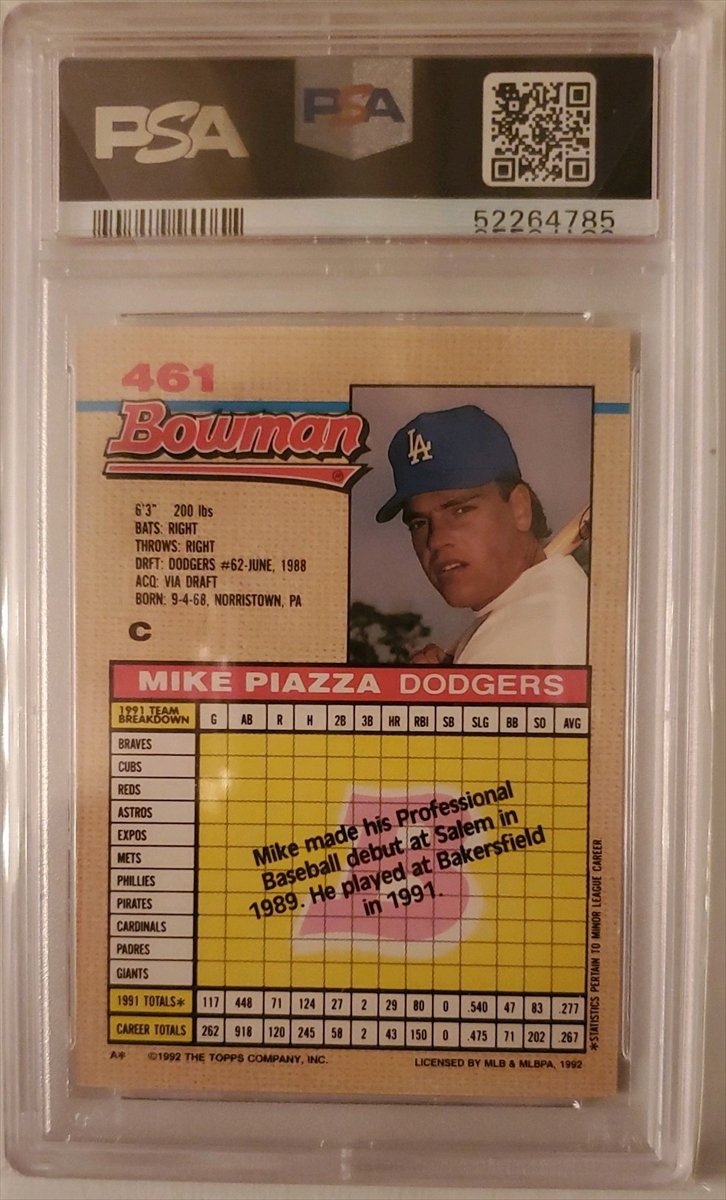 PSA PSA
52264785
461
Bowman
LA
6'3" 200 lbs
BATS: RIGHT
THROWS: RIGHT
DRFT: DODGERS #62-JUNE, 1988
ACQ: VIA DRAFT
BORN: 9-4-68, NORRISTOWN, PA
C
MIKE PIAZZA DODGERS
1991 TEAM BREAKDOWN G AB R H 2B 3B HR RBI SB SLG BB SO AVG
BRAVES
CUBS
REDS
ASTROS
EXPOS
METS
PHILLIES
PIRATES
CARDINALS
PADRES
GIANTS
Mike made his Professional
Baseball debut at Salem in
1989. He played at Bakersfield
in 1991.
1991 TOTALS* 117 448 71 124 27 2 29 80 0 .540 47 83 .277
CAREER TOTALS 262 918 120 245 58 2 43 150 0 .475 71 202 .267
*STATISTICS PERTAIN TO MINOR LEAGUE CAREER
A* ©1992 THE TOPPS COMPANY, INC. LICENSED BY MLB & MLBPA, 1992